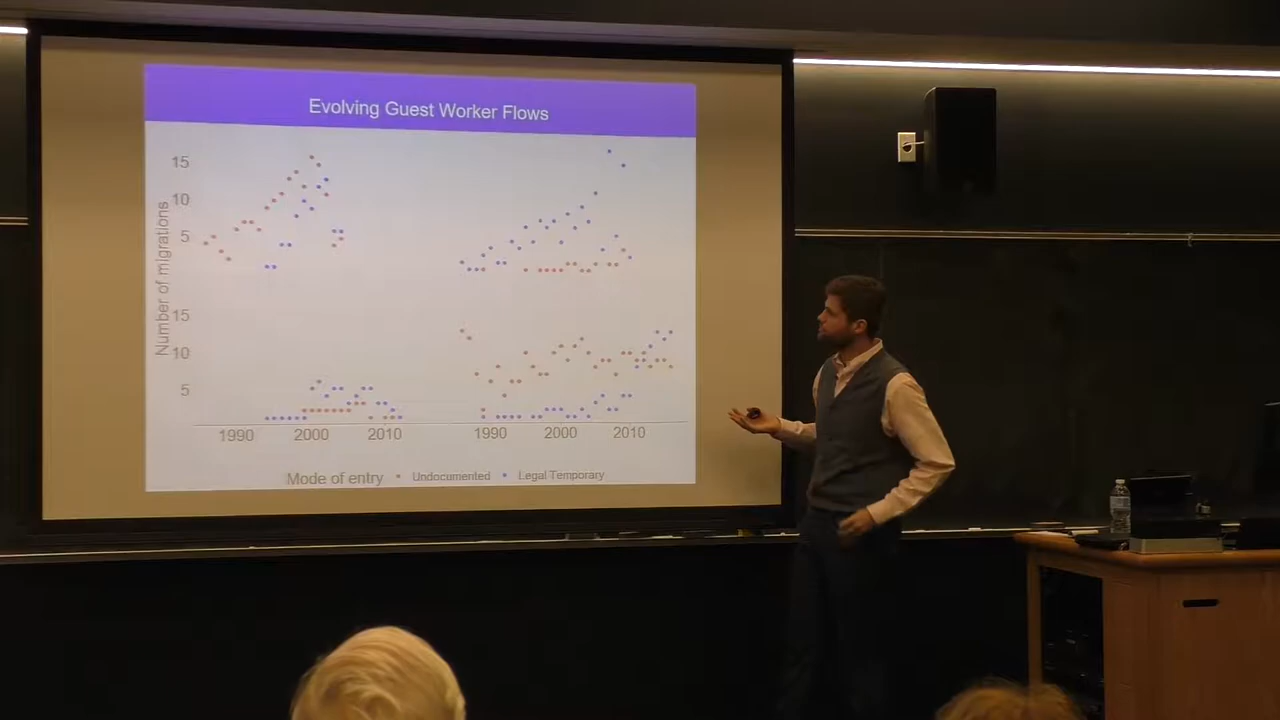 Evolving Guest Worker Flows
Number of migrations
15
10
5
15
10
5
1990 2000 2010 1990 2000 2010
Mode of entry • Undocumented • Legal Temporary